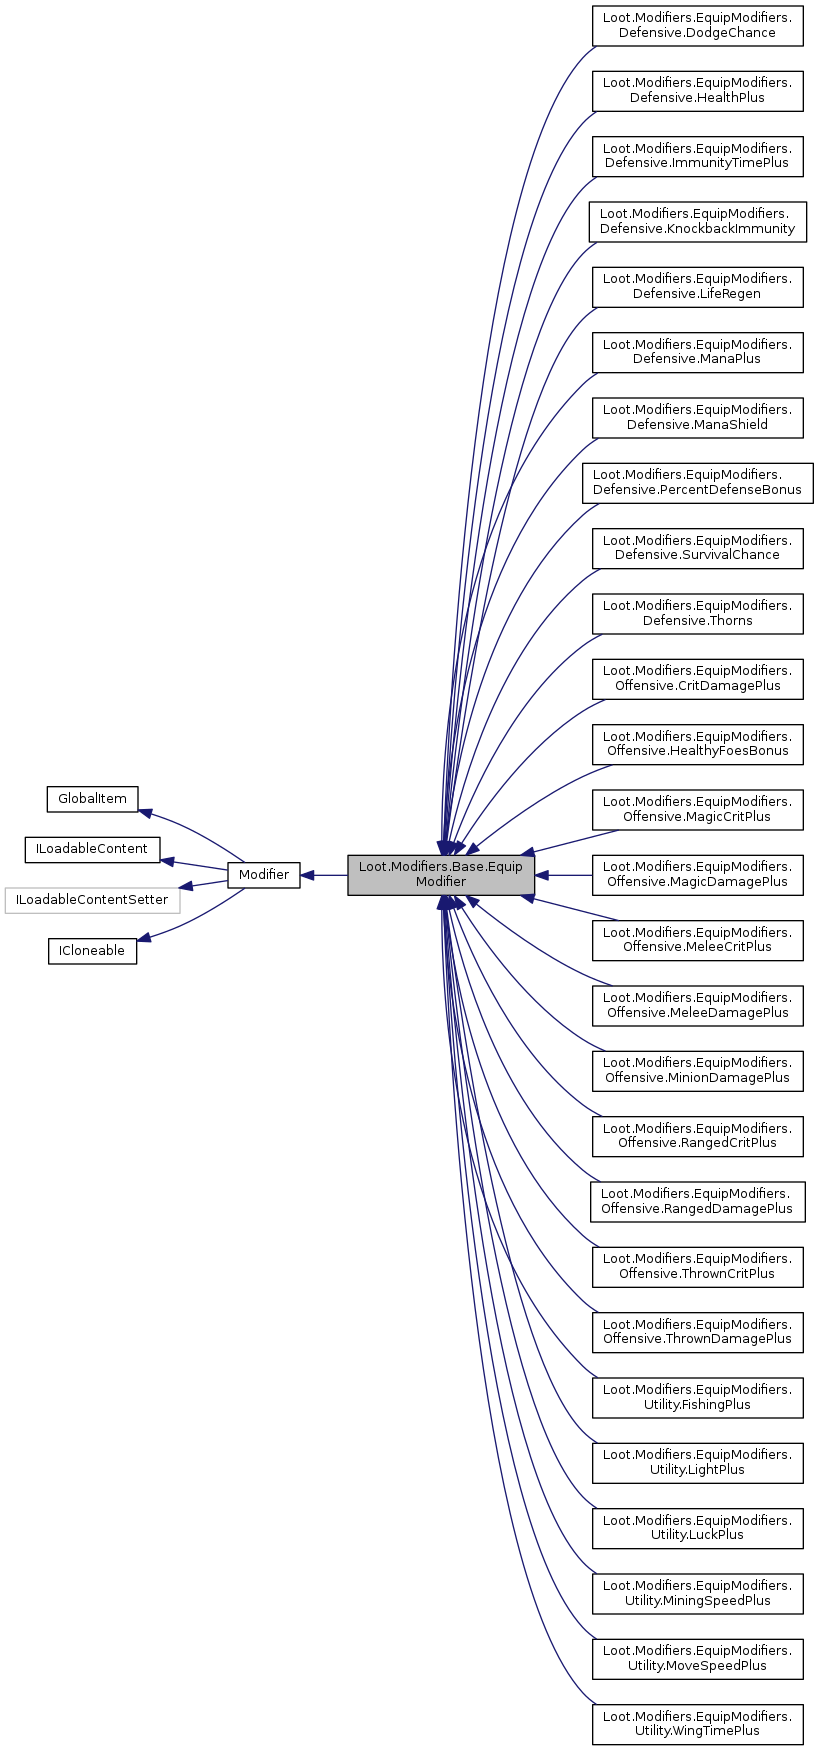 GlobalItem
ILoadableContent
ILoadableContentSetter
ICloneable
Modifier
Loot.Modifiers.Base.Equip
Modifier
Loot.Modifiers.EquipModifiers.
Defensive.DodgeChance
Loot.Modifiers.EquipModifiers.
Defensive.HealthPlus
Loot.Modifiers.EquipModifiers.
Defensive.ImmunityTimePlus
Loot.Modifiers.EquipModifiers.
Defensive.KnockbackImmunity
Loot.Modifiers.EquipModifiers.
Defensive.LifeRegen
Loot.Modifiers.EquipModifiers.
Defensive.ManaPlus
Loot.Modifiers.EquipModifiers.
Defensive.ManaShield
Loot.Modifiers.EquipModifiers.
Defensive.PercentDefenseBonus
Loot.Modifiers.EquipModifiers.
Defensive.SurvivalChance
Loot.Modifiers.EquipModifiers.
Defensive.Thorns
Loot.Modifiers.EquipModifiers.
Offensive.CritDamagePlus
Loot.Modifiers.EquipModifiers.
Offensive.HealthyFoesBonus
Loot.Modifiers.EquipModifiers.
Offensive.MagicCritPlus
Loot.Modifiers.EquipModifiers.
Offensive.MagicDamagePlus
Loot.Modifiers.EquipModifiers.
Offensive.MeleeCritPlus
Loot.Modifiers.EquipModifiers.
Offensive.MeleeDamagePlus
Loot.Modifiers.EquipModifiers.
Offensive.MinionDamagePlus
Loot.Modifiers.EquipModifiers.
Offensive.RangedCritPlus
Loot.Modifiers.EquipModifiers.
Offensive.RangedDamagePlus
Loot.Modifiers.EquipModifiers.
Offensive.ThrownCritPlus
Loot.Modifiers.EquipModifiers.
Offensive.ThrownDamagePlus
Loot.Modifiers.EquipModifiers.
Utility.FishingPlus
Loot.Modifiers.EquipModifiers.
Utility.LightPlus
Loot.Modifiers.EquipModifiers.
Utility.LuckPlus
Loot.Modifiers.EquipModifiers.
Utility.MiningSpeedPlus
Loot.Modifiers.EquipModifiers.
Utility.MoveSpeedPlus
Loot.Modifiers.EquipModifiers.
Utility.WingTimePlus